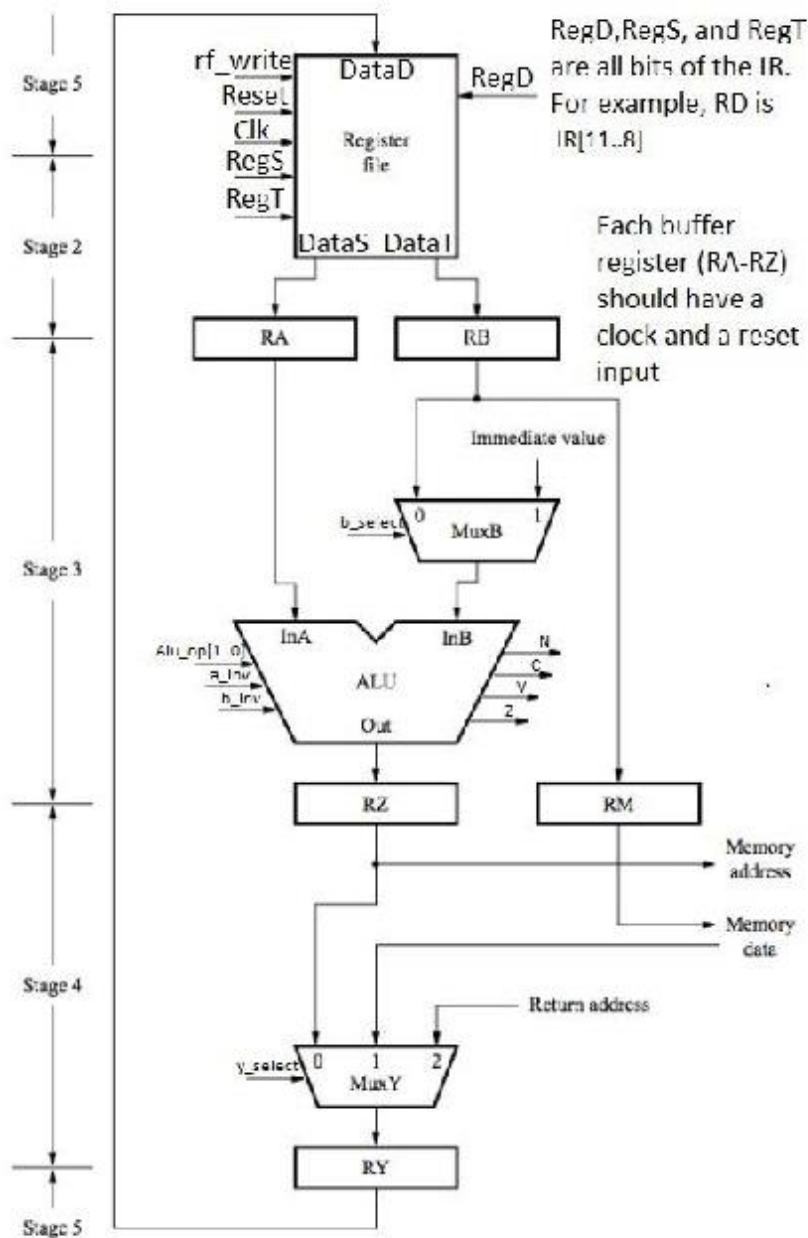 RegD,RegS, and RegT
are all bits of the IR.
For example, RD is
IR[11..8]
Stage 5
rf_write
Reset
Clk
RegS
RegT
DataD
RegD
Register
file
DataS DataT
Stage 2
Each buffer
register (RA-RZ)
should have a
clock and a reset
input
RA
RB
Immediate value
b_select
0
1
MuxB
Stage 3
InA
InB
Alu_op[1..0]
a_inv
b_inv
ALU
N
C
V
Z
Out
RZ
RM
Memory
address
Memory
data
Stage 4
Return address
y_select
0
1
2
MuxY
RY
Stage 5